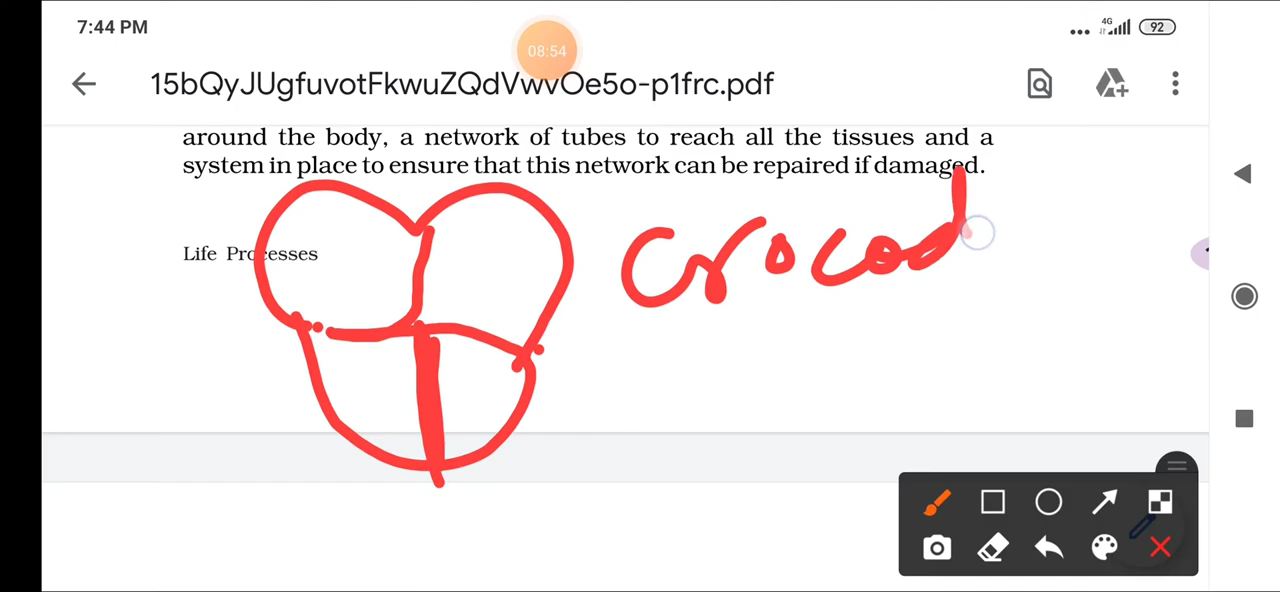 7:44 PM
08:54
4G
92
15bQyJUgfuvotFkwuZQdVwvOe5o-p1frc.pdf
around the body, a network of tubes to reach all the tissues and a
system in place to ensure that this network can be repaired if damaged.
Life Processes
crocod